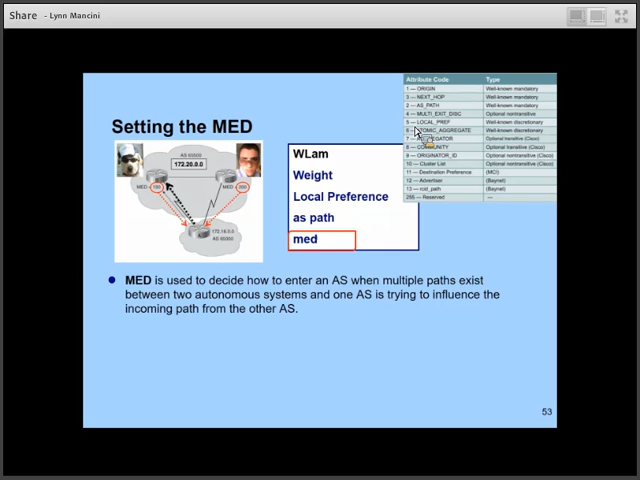 Share - Lynn Mancini
Setting the MED
AS 65500
172.20.0.0
MED
MED
172.16.0.0
AS 65050
WLam
Weight
Local Preference
as path
med
Attribute Code Type
1 — ORIGIN Well-known mandatory
3 — NEXT_HOP Well-known mandatory
2 — AS_PATH Well-known mandatory
4 — MULTI_EXIT_DISC Optional nontransitive
5 — LOCAL_PREF Well-known discretionary
6 — ATOMIC_AGGREGATE Well-known discretionary
7 — Optional transitive (Cisco)
8 — COMMUNITY Optional transitive (Cisco)
9 — ORIGINATOR_ID Optional nontransitive (Cisco)
10 — Cluster List Optional nontransitive (Cisco)
11 — Destination Preference (MCI)
12 — Advertiser (Baynet)
13 — rcid_path (Baynet)
255 — Reserved —
MED is used to decide how to enter an AS when multiple paths exist
between two autonomous systems and one AS is trying to influence the
incoming path from the other AS.
53